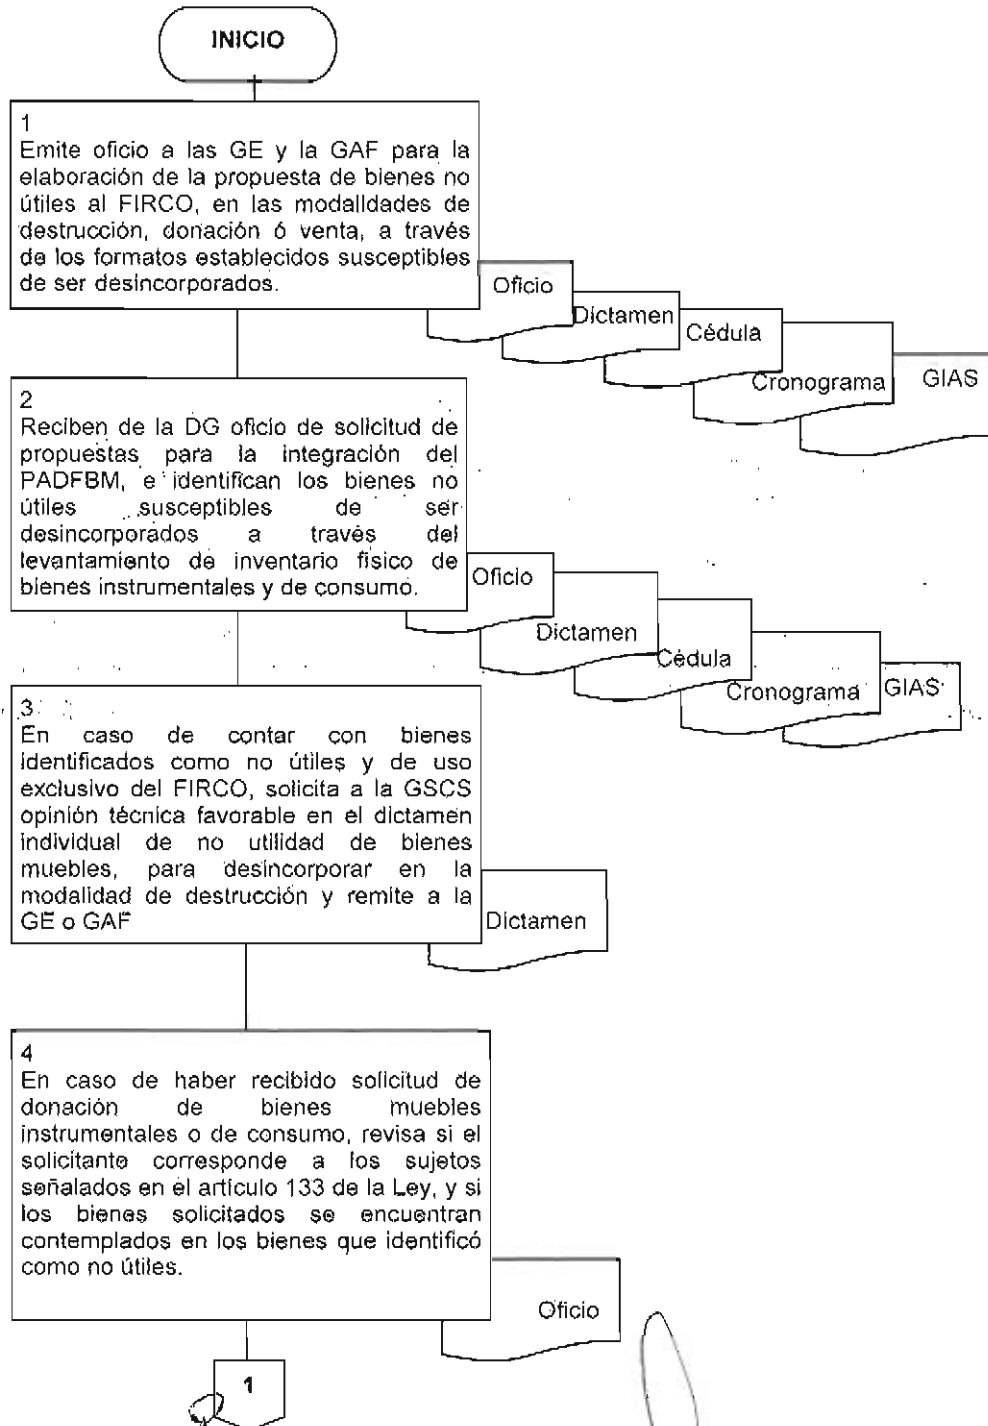 INICIO
1
Emite oficio a las GE y la GAF para la
elaboración de la propuesta de bienes no
útiles al FIRCO, en las modalidades de
destrucción, donación ó venta, a través
de los formatos establecidos susceptibles
de ser desincorporados.
Oficio
Dictamen
Cédula
Cronograma
GIAS
2
Reciben de la DG oficio de solicitud de
propuestas para la integración del
PADFBM, e identifican los bienes no
útiles susceptibles de ser
desincorporados a través del
levantamiento de inventario físico de
bienes instrumentales y de consumo.
Oficio
Dictamen
Cédula
Cronograma
GIAS
3
En caso de contar con bienes
identificados como no útiles y de uso
exclusivo del FIRCO, solicita a la GSCS
opinión técnica favorable en el dictamen
individual de no utilidad de bienes
muebles, para desincorporar en la
modalidad de destrucción y remite a la
GE o GAF
Dictamen
4
En caso de haber recibido solicitud de
donación de bienes muebles
instrumentales o de consumo, revisa si el
solicitante corresponde a los sujetos
señalados en el artículo 133 de la Ley, y si
los bienes solicitados se encuentran
contemplados en los bienes que identificó
como no útiles.
Oficio
1